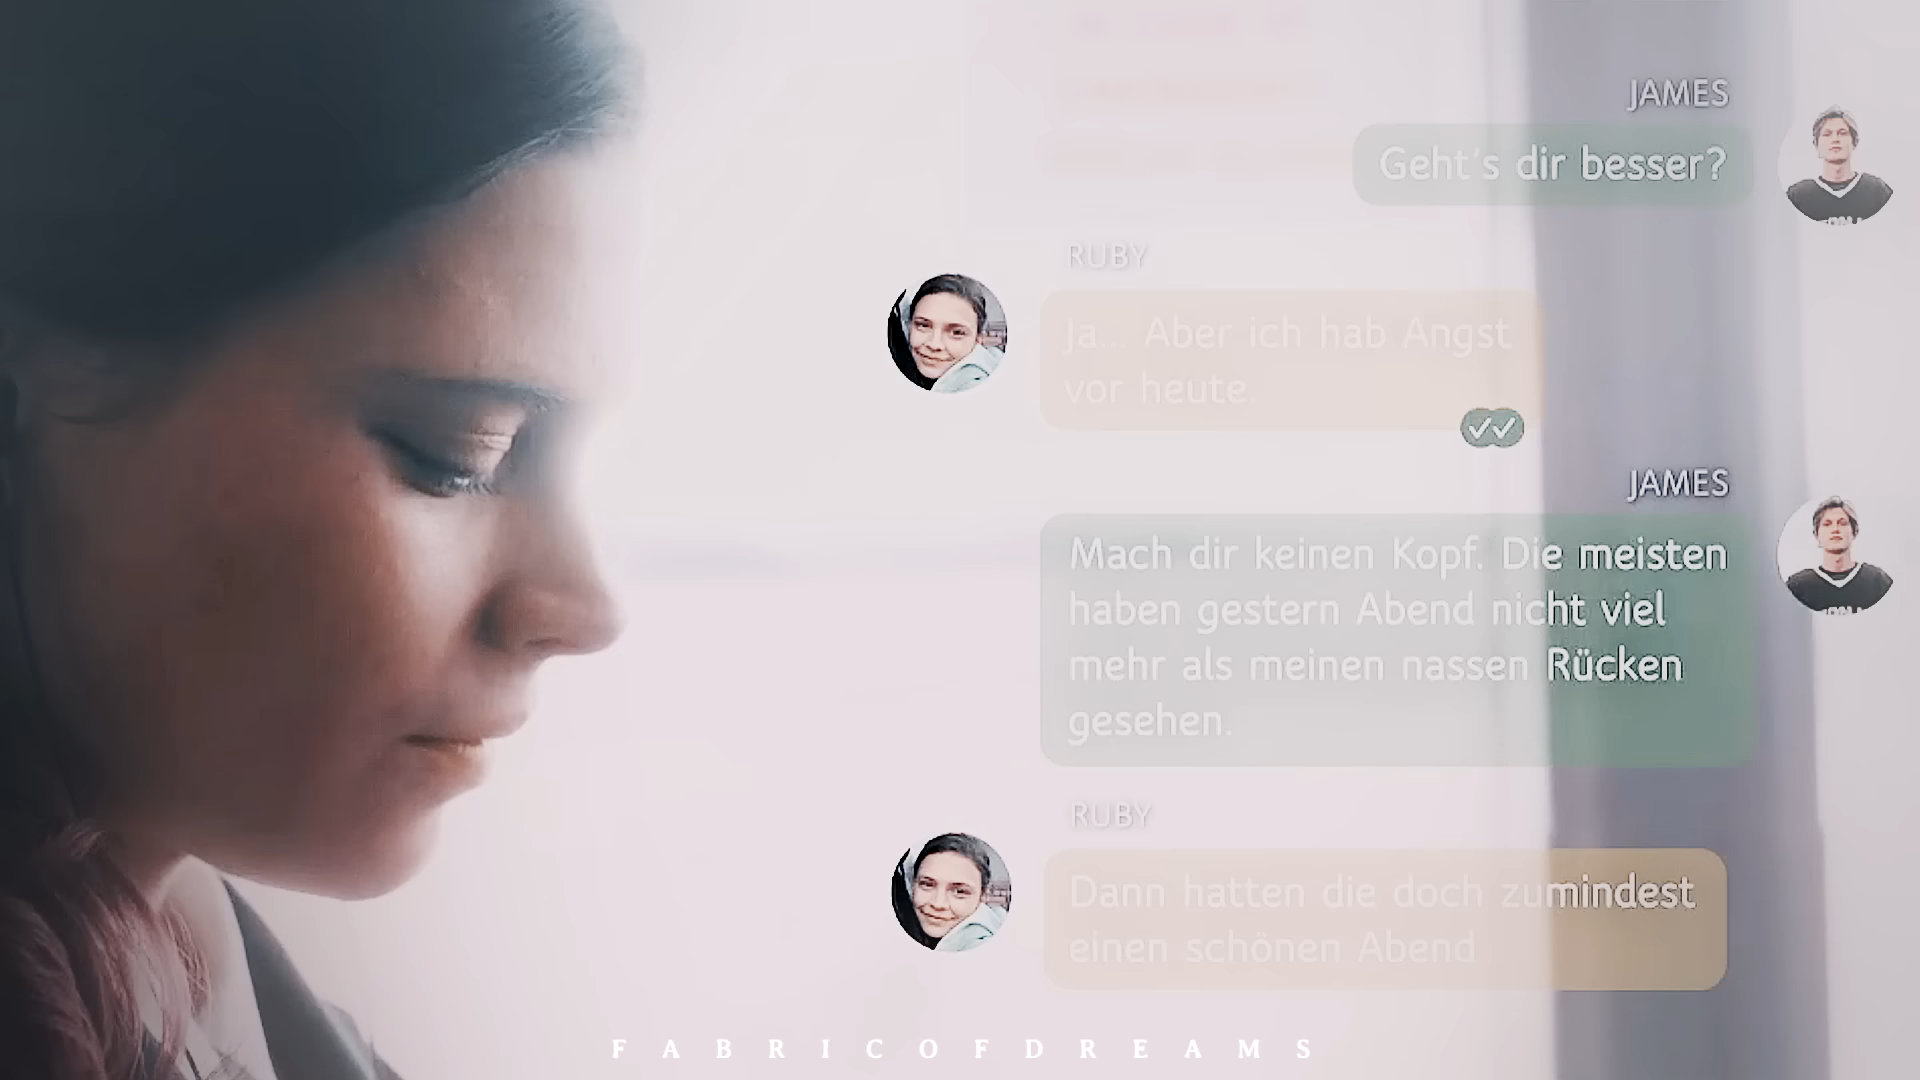 JAMES
Geht's dir besser?
RUBY
Ja... Aber ich hab Angst
vor heute.
JAMES
Mach dir keinen Kopf. Die meisten
haben gestern Abend nicht viel
mehr als meinen nassen Rücken
gesehen.
RUBY
Dann hatten die doch zumindest
einen schönen Abend
FABRICOFDREAMS